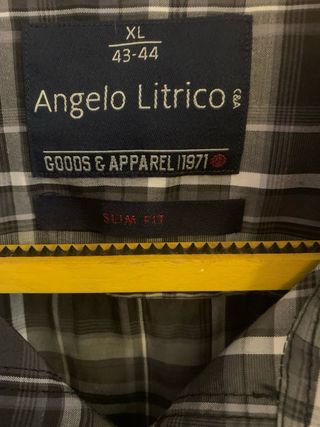 XL
43-44
Angelo Litrico C&A
GOODS & APPAREL | 1971
SLIM FIT